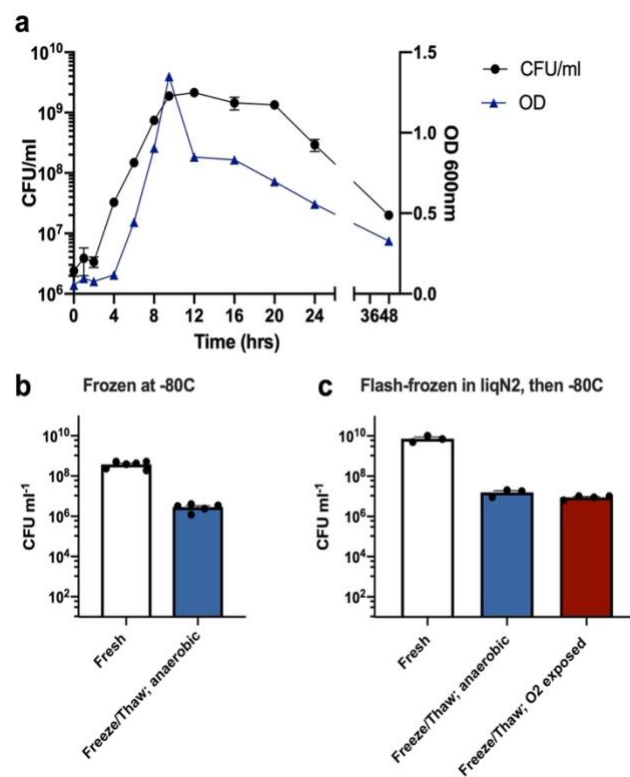 a
10^10
10^9
10^8
10^7
10^6
CFU/ml
1.5
1.0
0.5
0.0
OD 600nm
CFU/ml
OD
0 4 8 12 16 20 24 3648
Time (hrs)
b Frozen at -80C
10^10
10^8
10^6
10^4
10^2
CFU ml^-1
Fresh
Freeze/Thaw; anaerobic
c Flash-frozen in liqN2, then -80C
10^10
10^8
10^6
10^4
10^2
CFU ml^-1
Fresh
Freeze/Thaw; anaerobic
Freeze/Thaw; O2 exposed